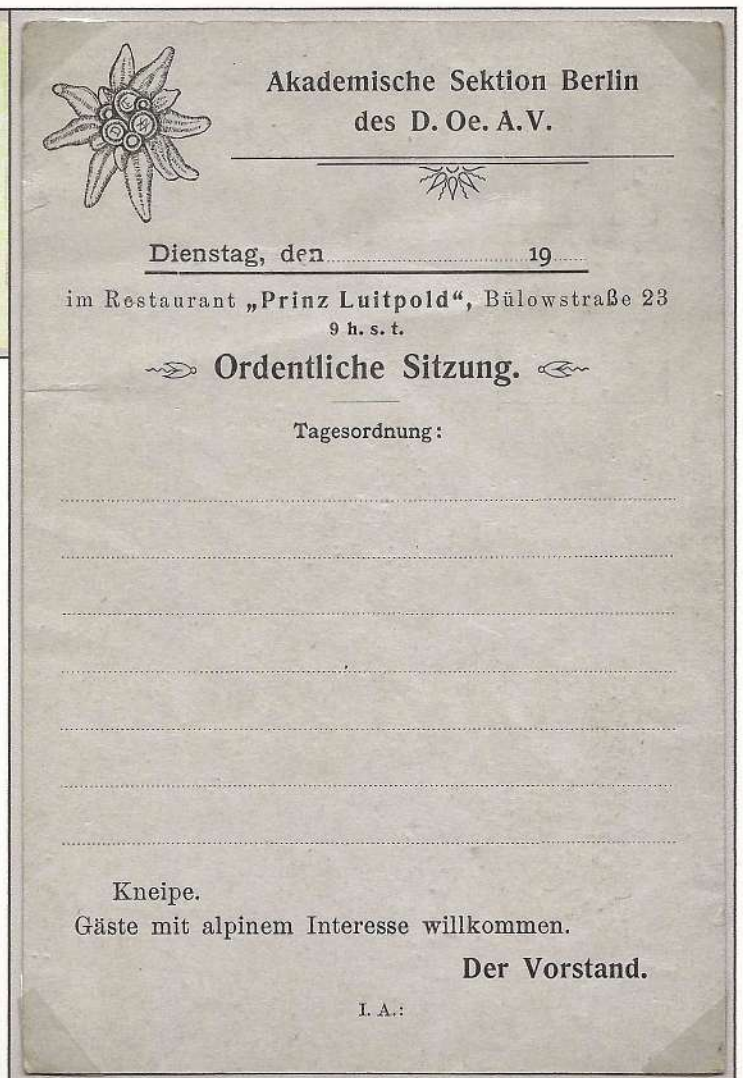 Akademische Sektion Berlin
des D. Oe. A. V.
Dienstag, den 19
im Restaurant „Prinz Luitpold“, Bülowstraße 23
9 h. s. t.
Ordentliche Sitzung.
Tagesordnung:
Kneipe.
Gäste mit alpinem Interesse willkommen.
Der Vorstand.
I. A.: